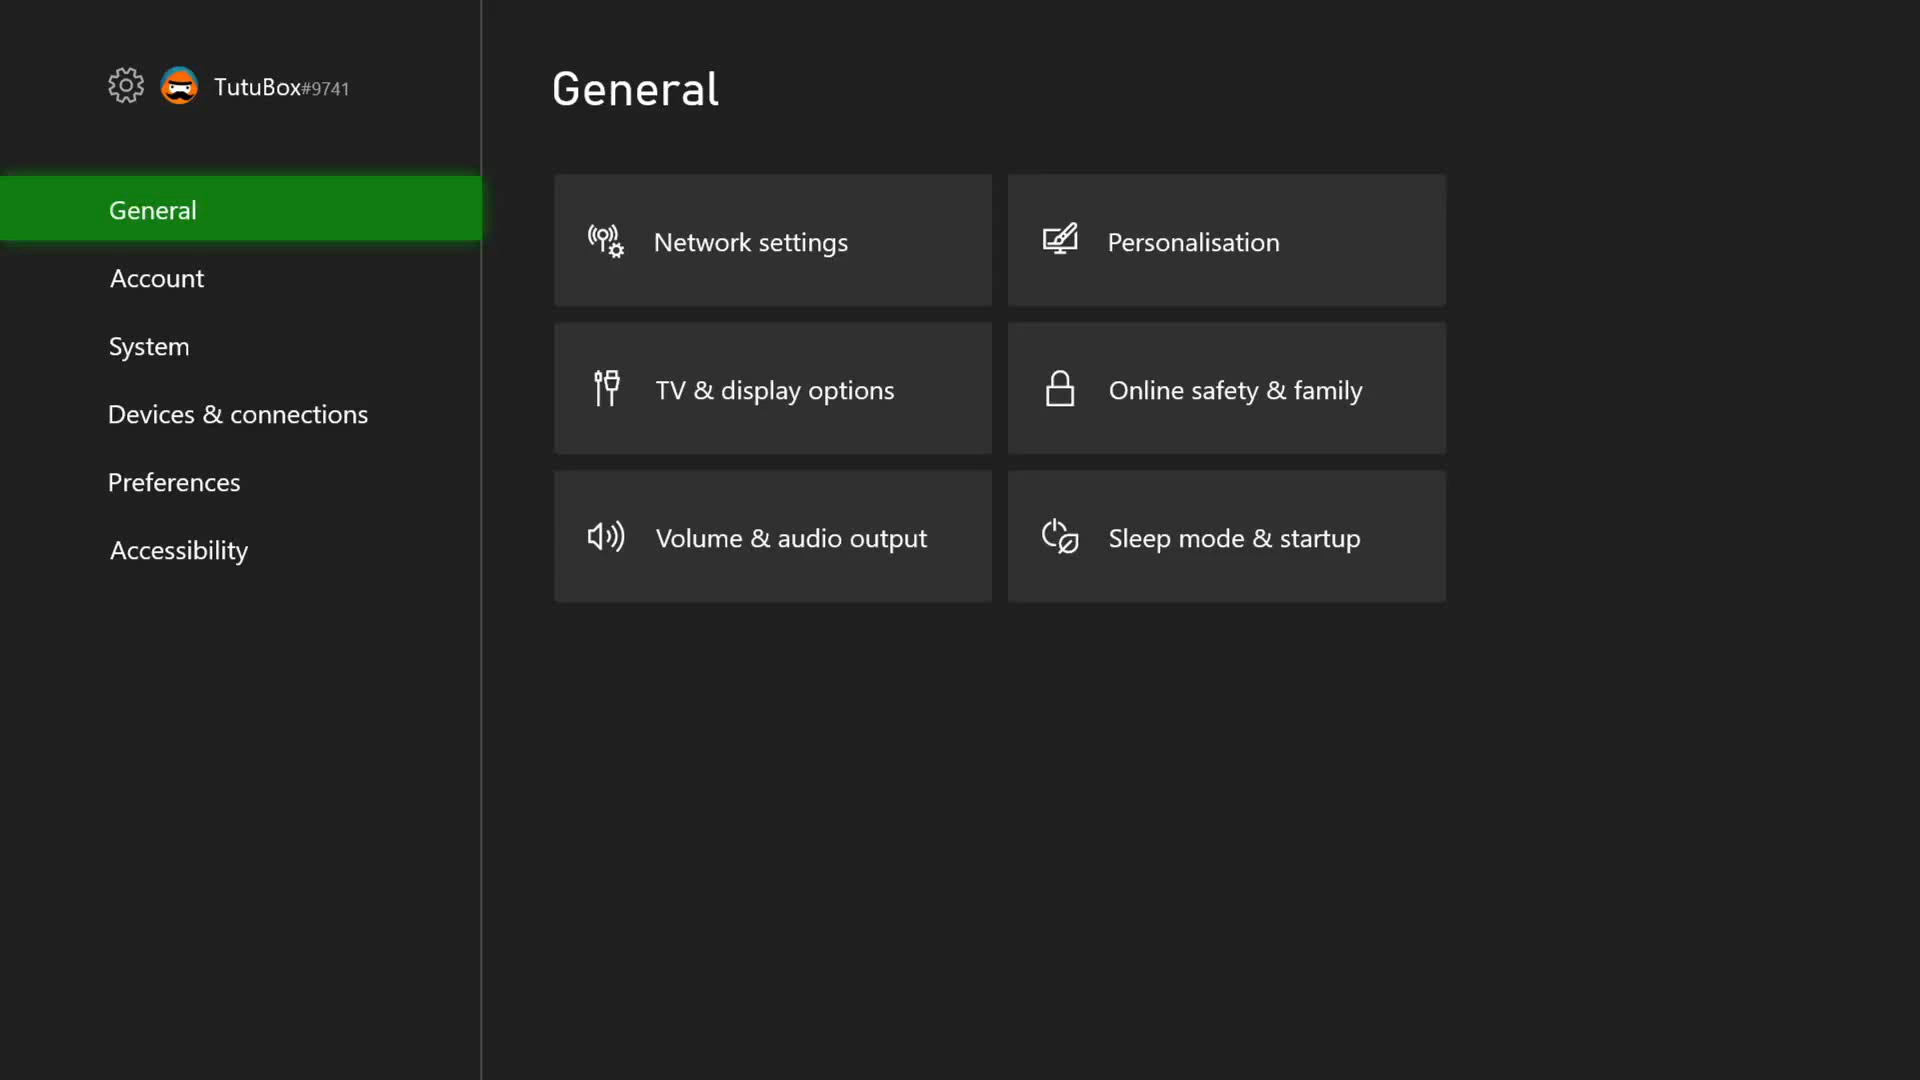 TutuBox#9741
General
Account
System
Devices & connections
Preferences
Accessibility
General
Network settings
Personalisation
TV & display options
Online safety & family
Volume & audio output
Sleep mode & startup